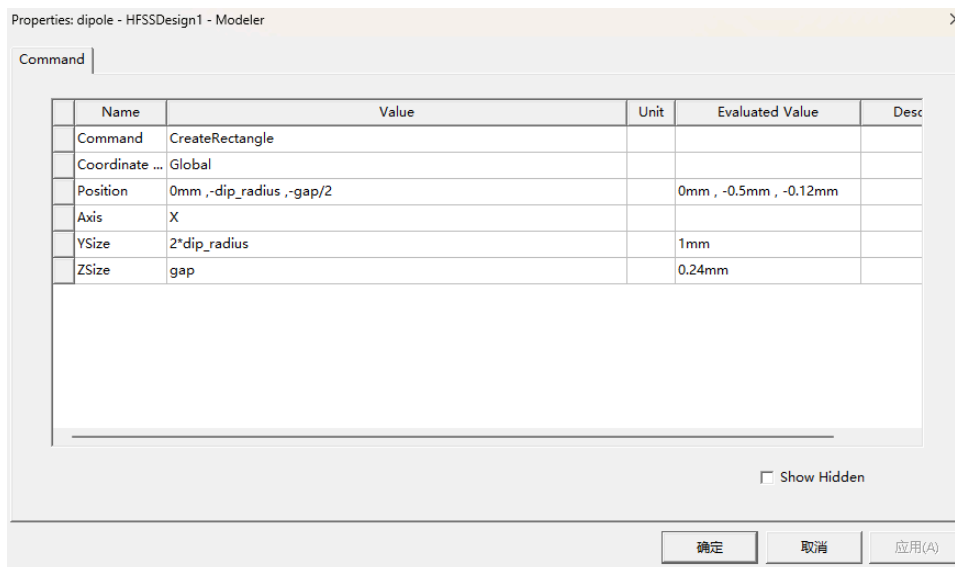 Properties: dipole - HFSSDesign1 - Modeler
Command
Name Value Unit Evaluated Value Desc
Command CreateRectangle
Coordinate ... Global
Position 0mm ,-dip_radius ,-gap/2 0mm , -0.5mm , -0.12mm
Axis X
YSize 2*dip_radius 1mm
ZSize gap 0.24mm
Show Hidden
确定 取消 应用(A)